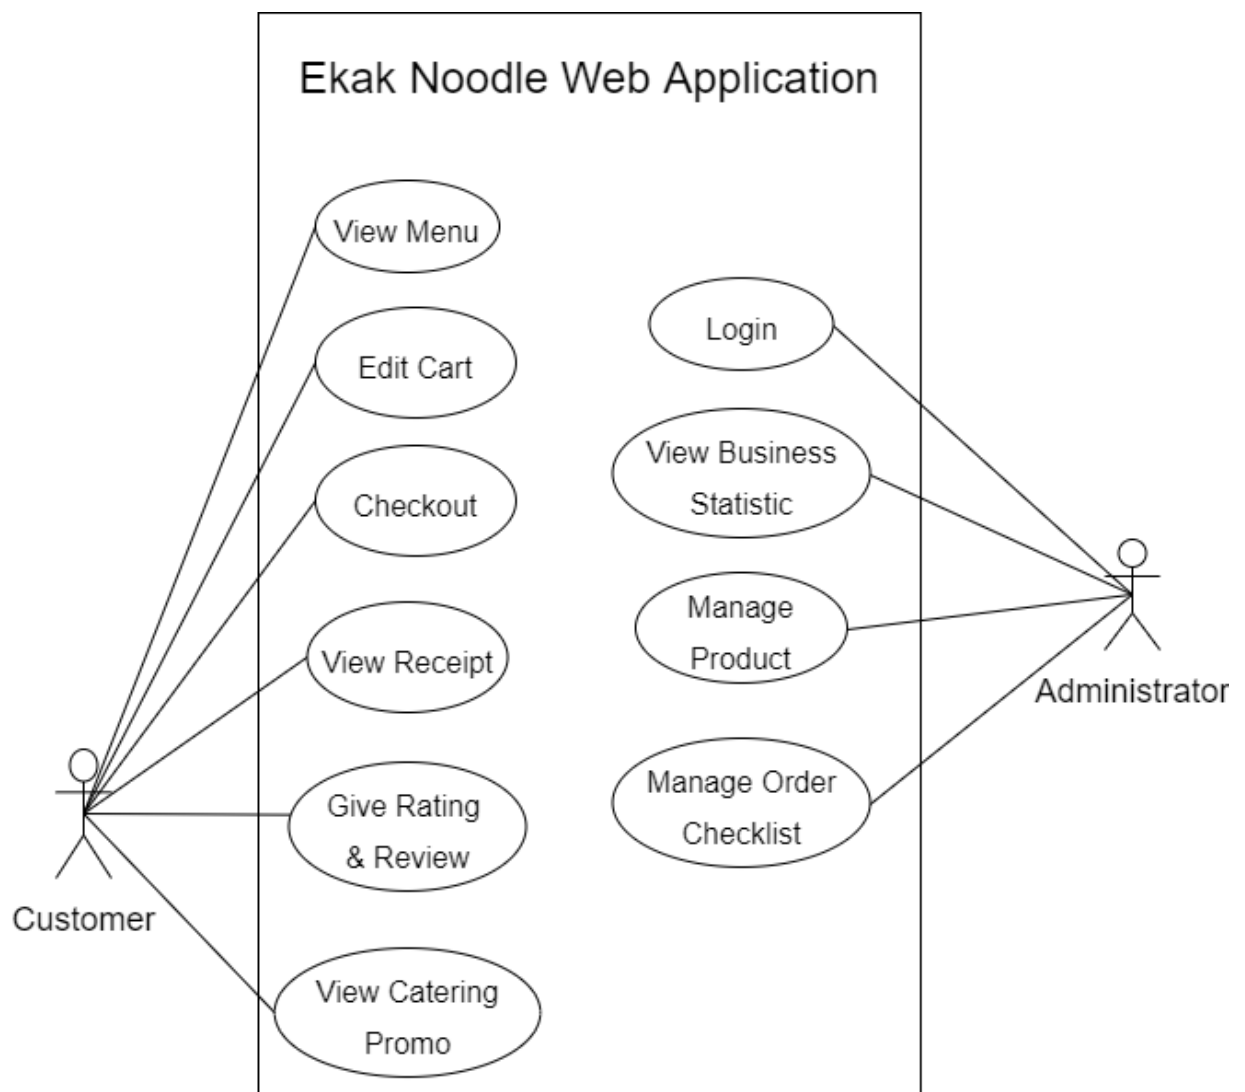 Ekak Noodle Web Application
View Menu
Edit Cart
Checkout
View Receipt
Give Rating
& Review
View Catering
Promo
Customer
Login
View Business
Statistic
Manage
Product
Manage Order
Checklist
Administrator